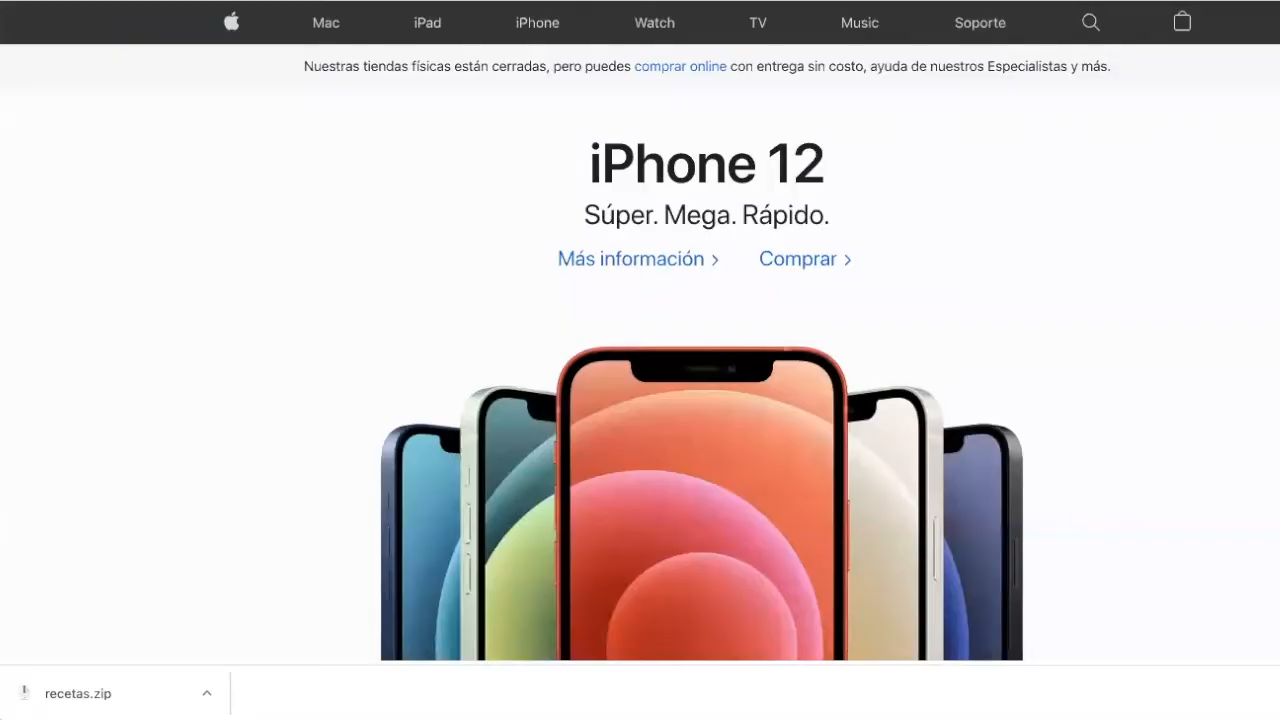 Mac iPad iPhone Watch TV Music Soporte
Nuestras tiendas físicas están cerradas, pero puedes comprar online con entrega sin costo, ayuda de nuestros Especialistas y más.
iPhone 12
Súper. Mega. Rápido.
Más información > Comprar >
recetas.zip